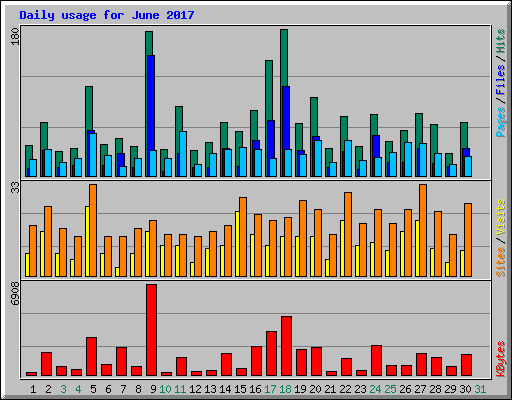 Daily usage for June 2017
180
Pages / Files / Hits
33
Sites / Visits
6908
KBytes
1 2 3 4 5 6 7 8 9 10 11 12 13 14 15 16 17 18 19 20 21 22 23 24 25 26 27 28 29 30 31